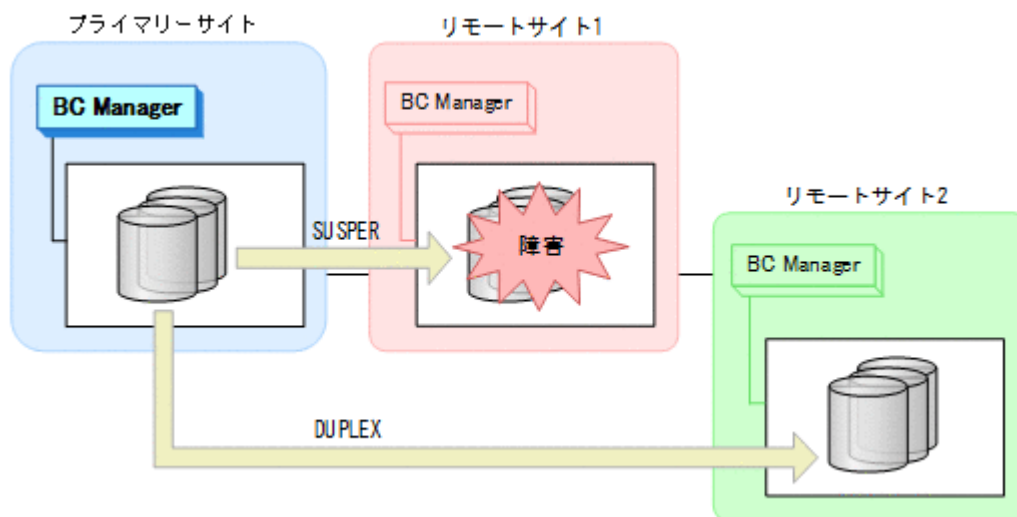 プライマリーサイト
リモートサイト1
BC Manager
BC Manager
リモートサイト2
SUSPER
障害
BC Manager
DUPLEX